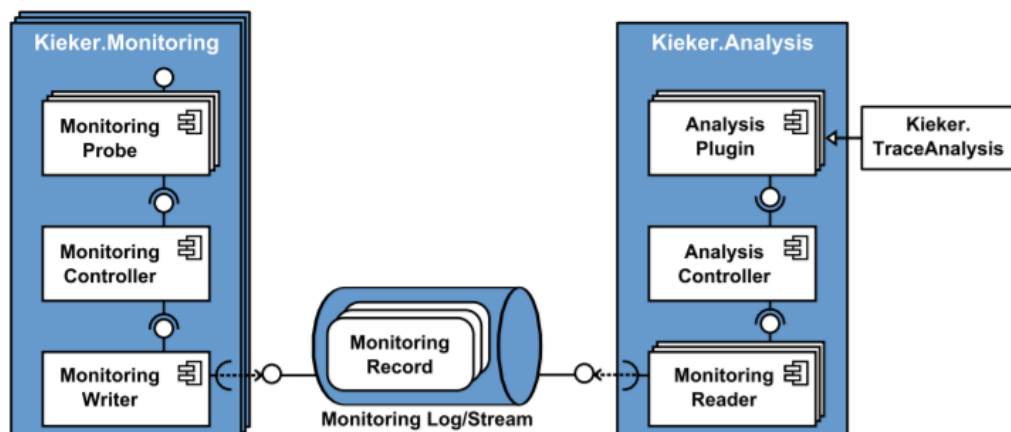 Kieker.Monitoring
Monitoring
Probe
Monitoring
Controller
Monitoring
Writer
Monitoring
Record
Monitoring Log/Stream
Kieker.Analysis
Analysis
Plugin
Kieker.
TraceAnalysis
Analysis
Controller
Monitoring
Reader